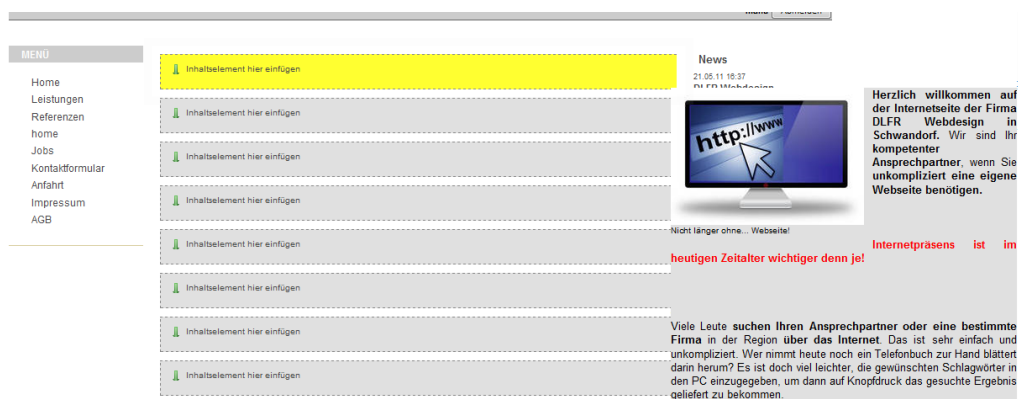 MENÜ
Home
Leistungen
Referenzen
home
Jobs
Kontaktformular
Anfahrt
Impressum
AGB
Inhaltselement hier einfügen
Inhaltselement hier einfügen
Inhaltselement hier einfügen
Inhaltselement hier einfügen
Inhaltselement hier einfügen
Inhaltselement hier einfügen
Inhaltselement hier einfügen
Inhaltselement hier einfügen
News
21.05.11 16:37
DLFR Webdesign
http://www
Herzlich willkommen auf
der Internetseite der Firma
DLFR Webdesign in
Schwandorf. Wir sind Ihr
kompetenter
Ansprechpartner, wenn Sie
unkompliziert eine eigene
Webseite benötigen.
Nicht länger ohne... Webseite!
Internetpräsens ist im
heutigen Zeitalter wichtiger denn je!
Viele Leute suchen Ihren Ansprechpartner oder eine bestimmte
Firma in der Region über das Internet. Das ist sehr einfach und
unkompliziert. Wer nimmt heute noch ein Telefonbuch zur Hand blättert
darin herum? Es ist doch viel leichter, die gewünschten Schlagwörter in
den PC einzugegeben, um dann auf Knopfdruck das gesuchte Ergebnis
geliefert zu bekommen.